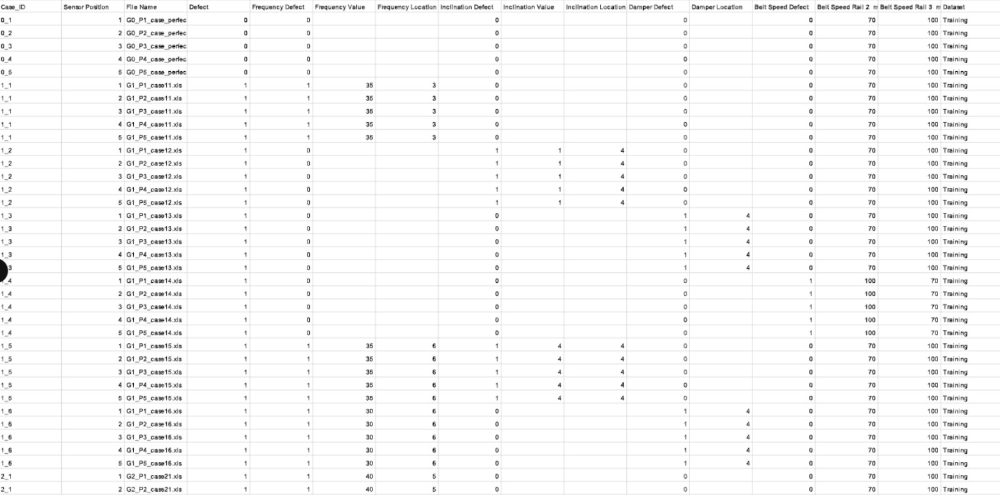 Case_ID Sensor Position File Name Defect Frequency Defect Frequency Value Frequency Location Inclination Defect Inclination Value Inclination Location Damper Defect Damper Location Belt Speed Defect Belt Speed Rail 2 m Belt Speed Rail 3 m Dataset
0_1 1 G0_P1_case_perfec 0 0 0 0 0 70 100 Training
0_2 2 G0_P2_case_perfec 0 0 0 0 0 70 100 Training
0_3 3 G0_P3_case_perfec 0 0 0 0 0 70 100 Training
0_4 4 G0_P4_case_perfec 0 0 0 0 0 70 100 Training
0_5 5 G0_P5_case_perfec 0 0 0 0 0 70 100 Training
1_1 1 G1_P1_case11.xls 1 1 35 3 0 0 0 70 100 Training
1_1 2 G1_P2_case11.xls 1 1 35 3 0 0 0 70 100 Training
1_1 3 G1_P3_case11.xls 1 1 35 3 0 0 0 70 100 Training
1_1 4 G1_P4_case11.xls 1 1 35 3 0 0 0 70 100 Training
1_1 5 G1_P5_case11.xls 1 1 35 3 0 0 0 70 100 Training
1_2 1 G1_P1_case12.xls 1 0 1 1 4 0 0 70 100 Training
1_2 2 G1_P2_case12.xls 1 0 1 1 4 0 0 70 100 Training
1_2 3 G1_P3_case12.xls 1 0 1 1 4 0 0 70 100 Training
1_2 4 G1_P4_case12.xls 1 0 1 1 4 0 0 70 100 Training
1_2 5 G1_P5_case12.xls 1 0 1 1 4 0 0 70 100 Training
1_3 1 G1_P1_case13.xls 1 0 0 1 4 0 70 100 Training
1_3 2 G1_P2_case13.xls 1 0 0 1 4 0 70 100 Training
1_3 3 G1_P3_case13.xls 1 0 0 1 4 0 70 100 Training
1_3 4 G1_P4_case13.xls 1 0 0 1 4 0 70 100 Training
3 5 G1_P5_case13.xls 1 0 0 1 4 0 70 100 Training
_4 1 G1_P1_case14.xls 1 0 0 0 1 100 70 Training
1_4 2 G1_P2_case14.xls 1 0 0 0 1 100 70 Training
1_4 3 G1_P3_case14.xls 1 0 0 0 1 100 70 Training
1_4 4 G1_P4_case14.xls 1 0 0 0 1 100 70 Training
1_4 5 G1_P5_case14.xls 1 0 0 0 1 100 70 Training
1_5 1 G1_P1_case15.xls 1 1 35 6 1 4 4 0 0 70 100 Training
1_5 2 G1_P2_case15.xls 1 1 35 6 1 4 4 0 0 70 100 Training
1_5 3 G1_P3_case15.xls 1 1 35 6 1 4 4 0 0 70 100 Training
1_5 4 G1_P4_case15.xls 1 1 35 6 1 4 4 0 0 70 100 Training
1_5 5 G1_P5_case15.xls 1 1 35 6 1 4 4 0 0 70 100 Training
1_6 1 G1_P1_case16.xls 1 1 30 6 0 1 4 0 70 100 Training
1_6 2 G1_P2_case16.xls 1 1 30 6 0 1 4 0 70 100 Training
1_6 3 G1_P3_case16.xls 1 1 30 6 0 1 4 0 70 100 Training
1_6 4 G1_P4_case16.xls 1 1 30 6 0 1 4 0 70 100 Training
1_6 5 G1_P5_case16.xls 1 1 30 6 0 1 4 0 70 100 Training
2_1 1 G2_P1_case21.xls 1 1 40 5 0 0 0 70 100 Training
2_1 2 G2_P2_case21.xls 1 1 40 5 0 0 0 70 100 Training